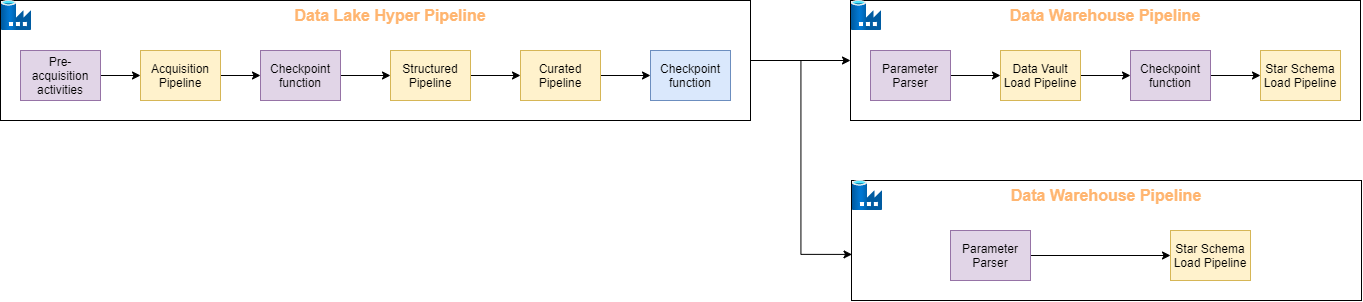 Data Lake Hyper Pipeline
Pre-
acquisition
activities
Acquisition
Pipeline
Checkpoint
function
Structured
Pipeline
Curated
Pipeline
Checkpoint
function
Data Warehouse Pipeline
Parameter
Parser
Data Vault
Load Pipeline
Checkpoint
function
Star Schema
Load Pipeline
Data Warehouse Pipeline
Parameter
Parser
Star Schema
Load Pipeline